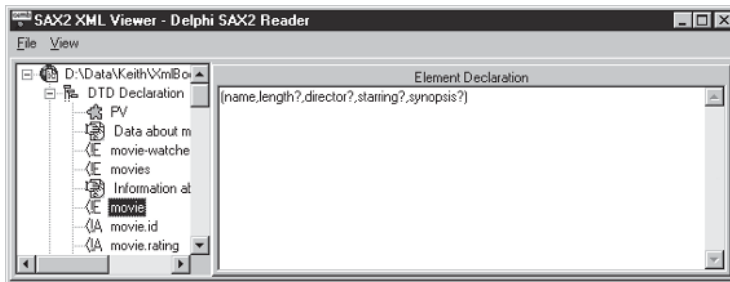 SAX2 XML Viewer - Delphi SAX2 Reader
File View
D:\Data\Keith\XmlBo
DTD Declaration
PV
Data about m
movie-watche
movies
Information at
movie
movie.id
movie.rating
Element Declaration
(name,length?,director?,starring?,synopsis?)